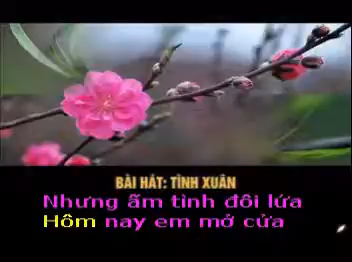 BÀI HÁT: TÌNH XUÂN
Nhưng ấm tình đôi lứa
Hôm nay em mở cửa